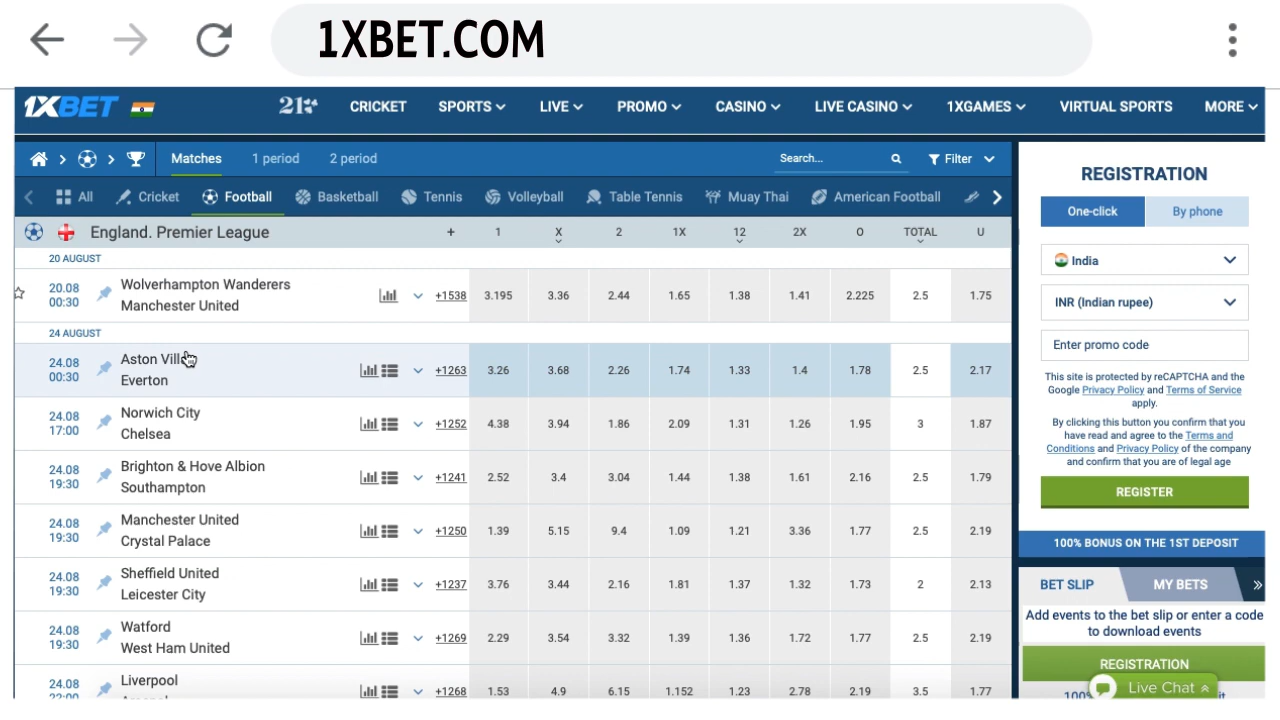 1XBET.COM
1XBET 21 CRICKET SPORTS LIVE PROMO CASINO LIVE CASINO 1XGAMES VIRTUAL SPORTS MORE
Matches 1 period 2 period Search... Filter
All Cricket Football Basketball Tennis Volleyball Table Tennis Muay Thai American Football
England. Premier League + 1 X 2 1X 12 2X O TOTAL U
20 AUGUST
20.08 00:30 Wolverhampton Wanderers Manchester United +1538 3.195 3.36 2.44 1.65 1.38 1.41 2.225 2.5 1.75
24 AUGUST
24.08 00:30 Aston Villa Everton +1263 3.26 3.68 2.26 1.74 1.33 1.4 1.78 2.5 2.17
24.08 17:00 Norwich City Chelsea +1252 4.38 3.94 1.86 2.09 1.31 1.26 1.95 3 1.87
24.08 19:30 Brighton & Hove Albion Southampton +1241 2.52 3.4 3.04 1.44 1.38 1.61 2.16 2.5 1.79
24.08 19:30 Manchester United Crystal Palace +1250 1.39 5.15 9.4 1.09 1.21 3.36 1.77 2.5 2.19
24.08 19:30 Sheffield United Leicester City +1237 3.76 3.44 2.16 1.81 1.37 1.32 1.73 2 2.13
24.08 19:30 Watford West Ham United +1269 2.29 3.54 3.32 1.39 1.36 1.72 1.77 2.5 2.19
24.08 Liverpool +1268 1.53 4.9 6.15 1.152 1.23 2.78 2.19 3.5 1.77
REGISTRATION
One-click By phone
India
INR (Indian rupee)
Enter promo code
This site is protected by reCAPTCHA and the
Google Privacy Policy and Terms of Service
apply.
By clicking this button you confirm that you
have read and agree to the Terms and
Conditions and Privacy Policy of the company
and confirm that you are of legal age
REGISTER
100% BONUS ON THE 1ST DEPOSIT
BET SLIP MY BETS
Add events to the bet slip or enter a code
to download events
REGISTRATION
Live Chat